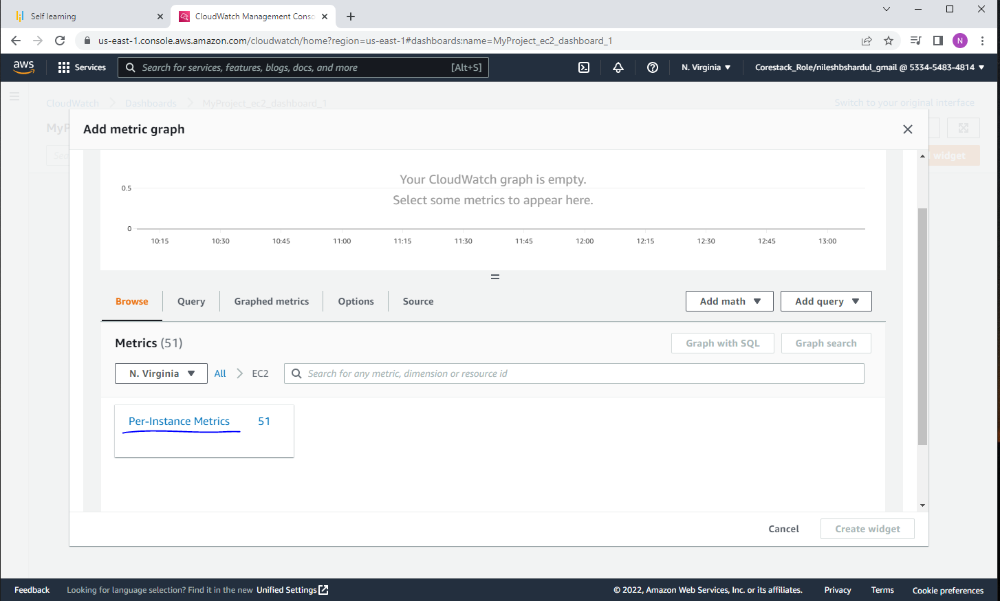 Self learning
CloudWatch Management Consc
us-east-1.console.aws.amazon.com/cloudwatch/home?region=us-east-1#dashboards:name=MyProject_ec2_dashboard_1
N
aws
Services
Search for services, features, blogs, docs, and more
[Alt+S]
N. Virginia
Corestack_Role/nileshbshardul_gmail @ 5334-5483-4814
CloudWatch
Dashboards
MyProject_ec2_dashboard_1
Switch to your original interface
MyP
Sea
widget
Add metric graph
Your CloudWatch graph is empty.
0.5
Select some metrics to appear here.
0
10:15 10:30 10:45 11:00 11:15 11:30 11:45 12:00 12:15 12:30 12:45 13:00
Browse
Query
Graphed metrics
Options
Source
Add math
Add query
Metrics (51)
Graph with SQL
Graph search
N. Virginia
All
EC2
Search for any metric, dimension or resource id
Per-Instance Metrics 51
Cancel
Create widget
Feedback
Looking for language selection? Find it in the new Unified Settings
© 2022, Amazon Web Services, Inc. or its affiliates.
Privacy
Terms
Cookie preferences